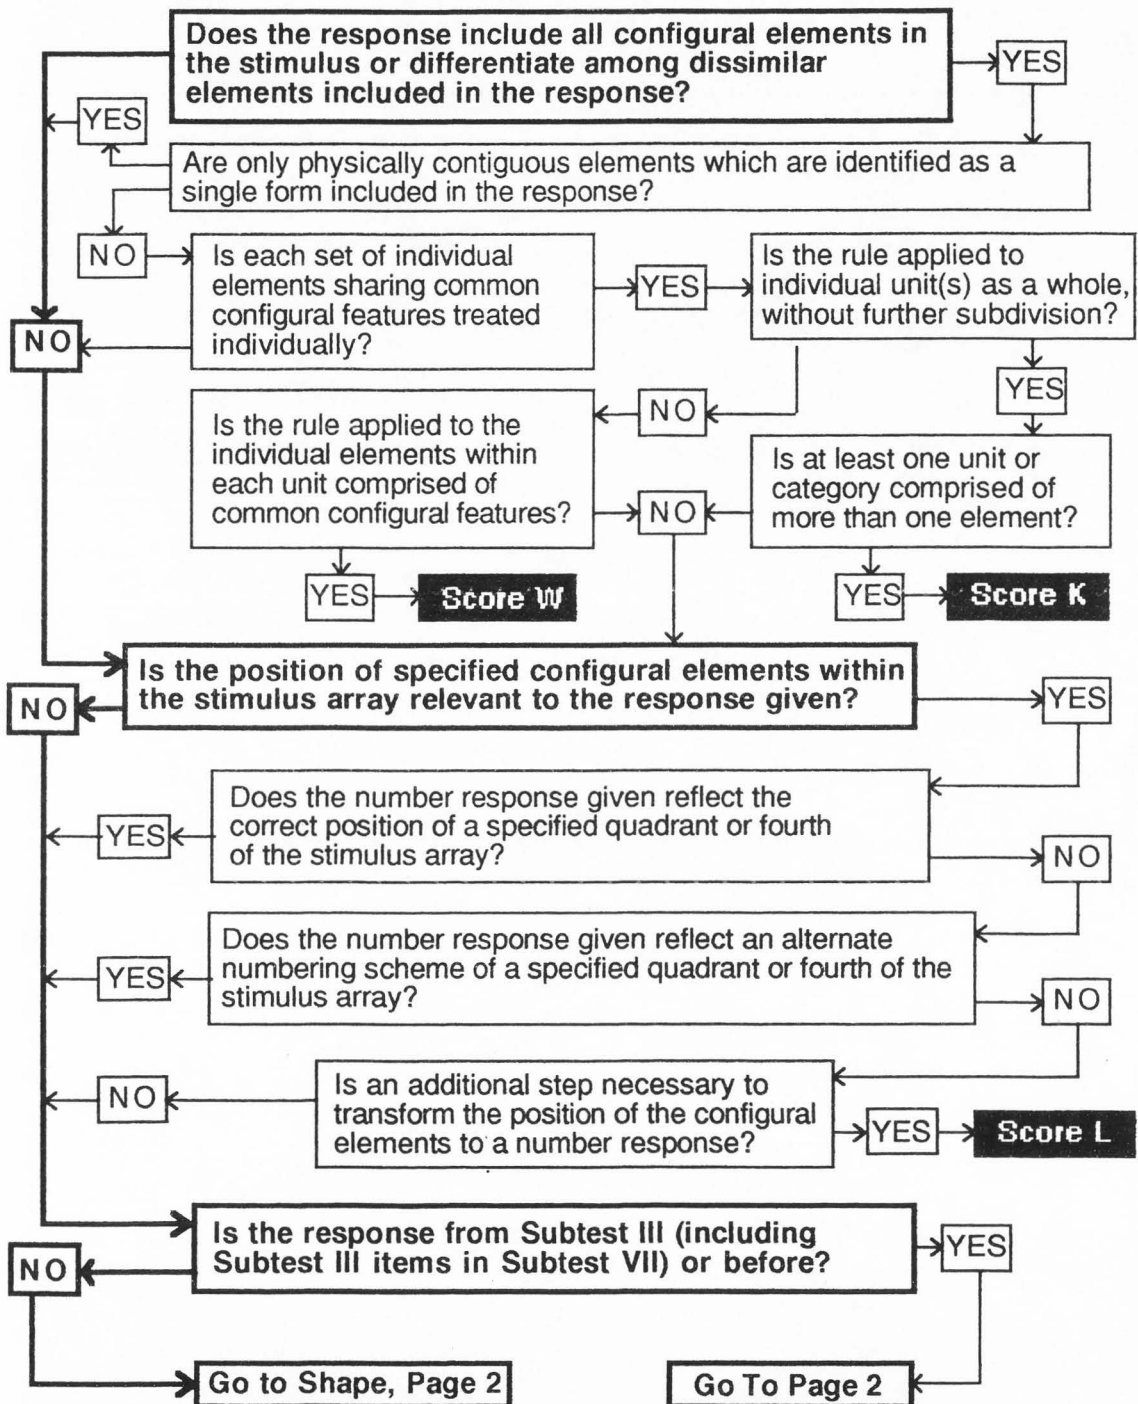 Does the response include all configural elements in
the stimulus or differentiate among dissimilar
elements included in the response?
YES
YES
Are only physically contiguous elements which are identified as a
single form included in the response?
NO
Is each set of individual
elements sharing common
configural features treated
individually?
YES
Is the rule applied to
individual unit(s) as a whole,
without further subdivision?
NO
YES
NO
Is the rule applied to the
individual elements within
each unit comprised of
common configural features?
NO
Is at least one unit or
category comprised of
more than one element?
YES
Score W
YES
Score K
Is the position of specified configural elements within
the stimulus array relevant to the response given?
NO
YES
Does the number response given reflect the
correct position of a specified quadrant or fourth
of the stimulus array?
YES
NO
Does the number response given reflect an alternate
numbering scheme of a specified quadrant or fourth of the
stimulus array?
YES
NO
Is an additional step necessary to
transform the position of the configural
elements to a number response?
NO
YES
Score L
Is the response from Subtest III (including
Subtest III items in Subtest VII) or before?
YES
NO
Go to Shape, Page 2
Go To Page 2